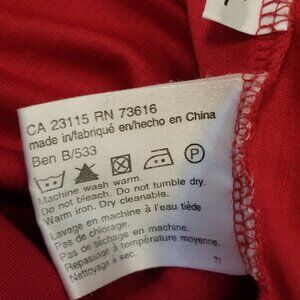 CA 23115 RN 73616
made in/fabriqué en/hecho en China
Ben B/533
Machine wash warm.
Do not bleach. Do not tumble dry.
Warm iron. Dry cleanable.
Lavage en machine à l'eau tiède
Pas de chlorage.
Pas de séchage en machine.
Repassage à température moyenne.
Nettoyage à sec.
71